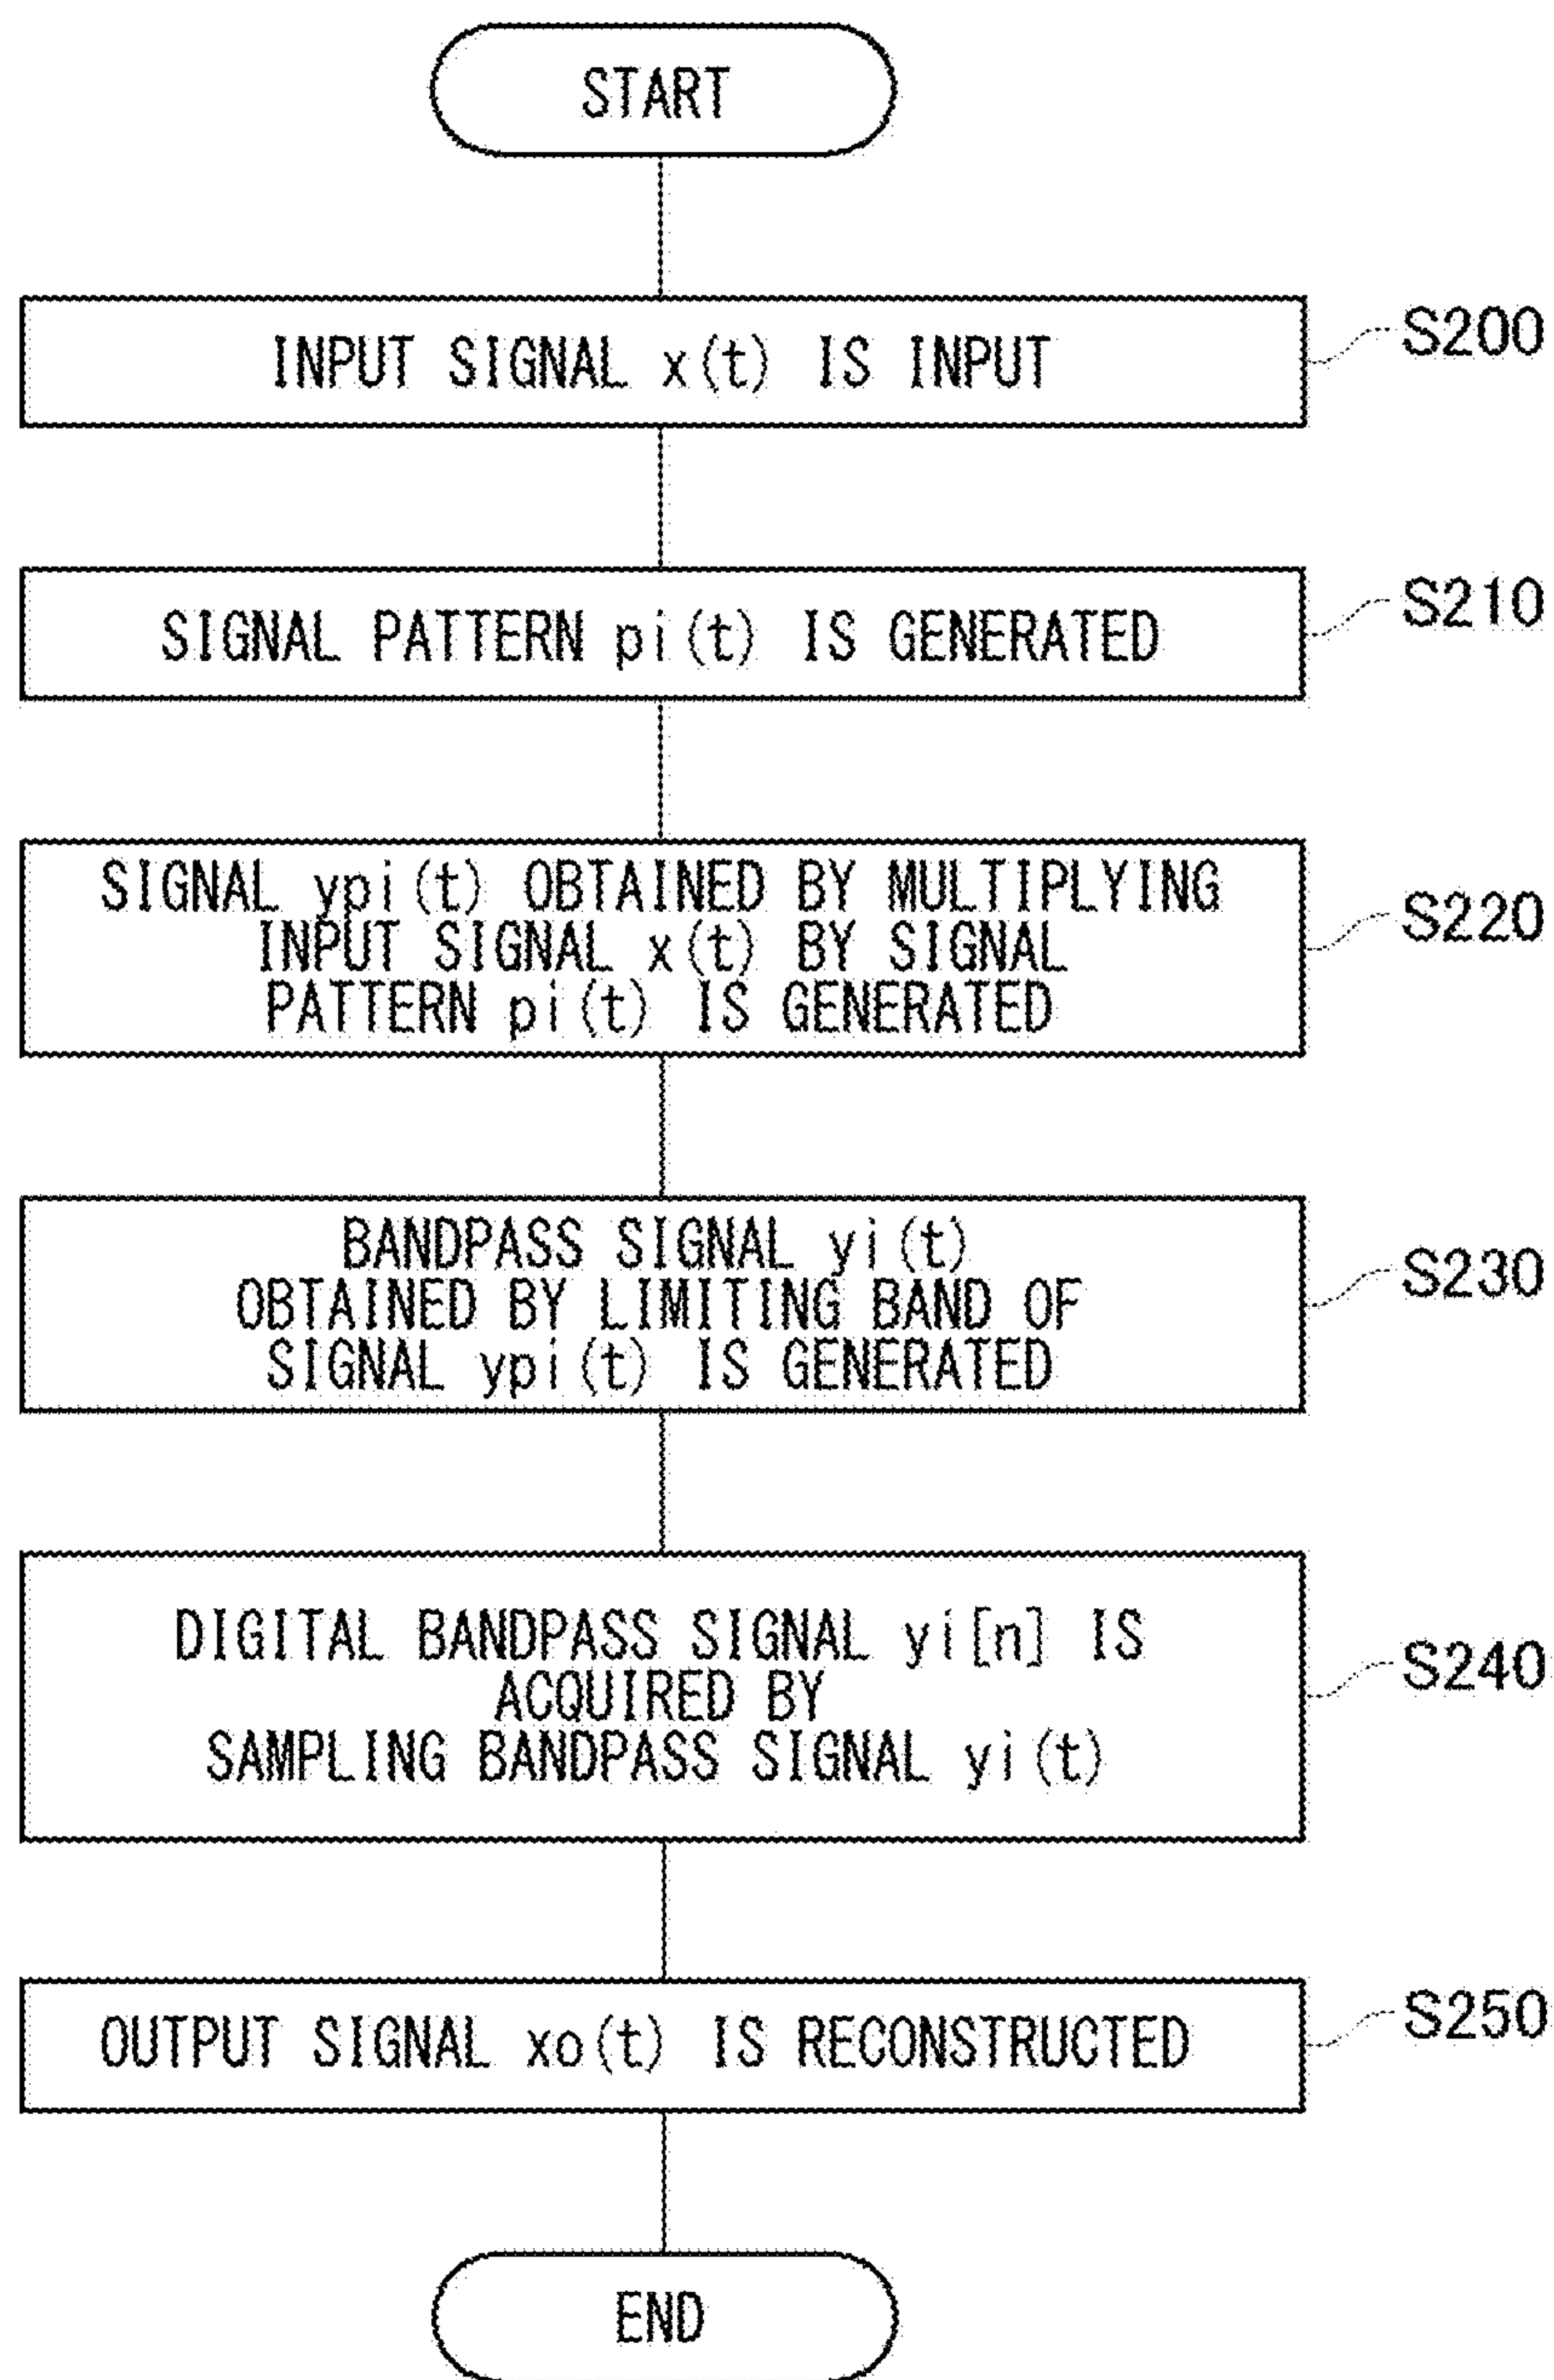 START
INPUT SIGNAL x(t) IS INPUT
S200
SIGNAL PATTERN pi(t) IS GENERATED
S210
SIGNAL ypi(t) OBTAINED BY MULTIPLYING
INPUT SIGNAL x(t) BY SIGNAL
PATTERN pi(t) IS GENERATED
S220
BANDPASS SIGNAL yi(t)
OBTAINED BY LIMITING BAND OF
SIGNAL ypi(t) IS GENERATED
S230
DIGITAL BANDPASS SIGNAL yi[n] IS
ACQUIRED BY
SAMPLING BANDPASS SIGNAL yi(t)
S240
OUTPUT SIGNAL xo(t) IS RECONSTRUCTED
S250
END